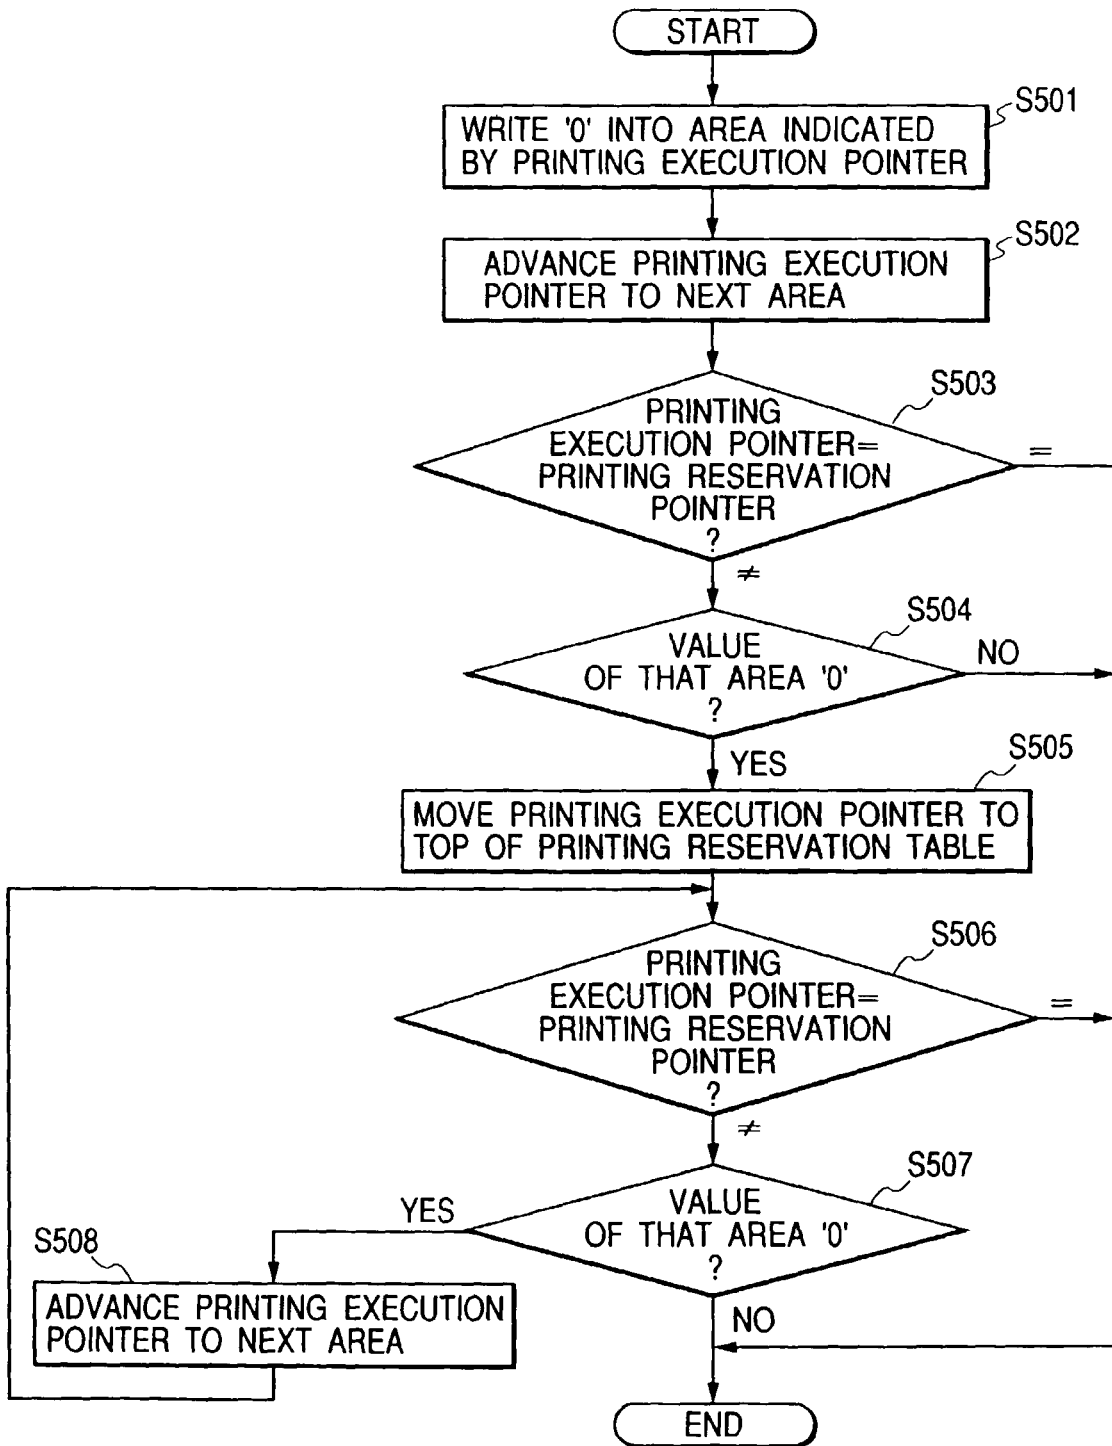 START
S501
WRITE '0' INTO AREA INDICATED
BY PRINTING EXECUTION POINTER
S502
ADVANCE PRINTING EXECUTION
POINTER TO NEXT AREA
S503
PRINTING
EXECUTION POINTER=
PRINTING RESERVATION
POINTER
?
=
≠
S504
VALUE
OF THAT AREA '0'
?
NO
YES
S505
MOVE PRINTING EXECUTION POINTER TO
TOP OF PRINTING RESERVATION TABLE
S506
PRINTING
EXECUTION POINTER=
PRINTING RESERVATION
POINTER
?
=
≠
S507
VALUE
OF THAT AREA '0'
?
YES
S508
ADVANCE PRINTING EXECUTION
POINTER TO NEXT AREA
NO
END